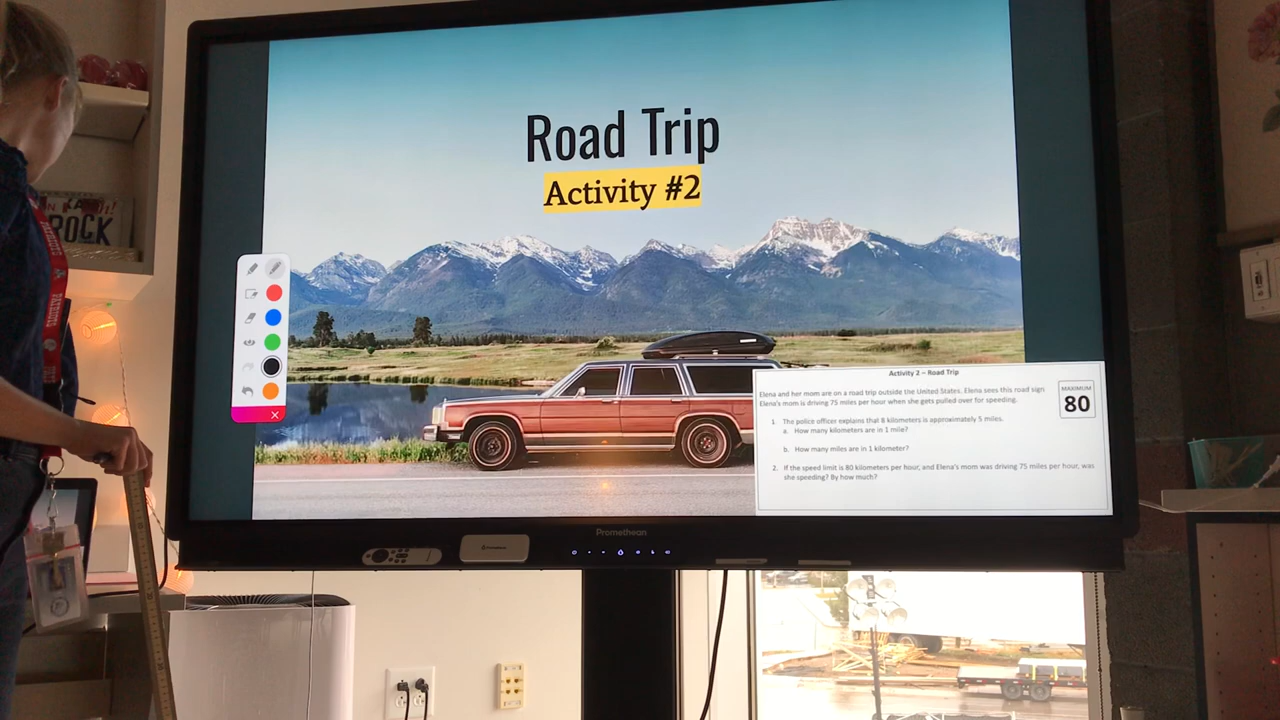 Road Trip
Activity #2
Activity 2 – Road Trip
Elena and her mom are on a road trip outside the United States. Elena sees this road sign
Elena's mom is driving 75 miles per hour when she gets pulled over for speeding.
MAXIMUM
80
1. The police officer explains that 8 kilometers is approximately 5 miles.
a. How many kilometers are in 1 mile?
b. How many miles are in 1 kilometer?
2. If the speed limit is 80 kilometers per hour, and Elena's mom was driving 75 miles per hour, was
she speeding? By how much?
Promethean
ROCK
PATRIOTS